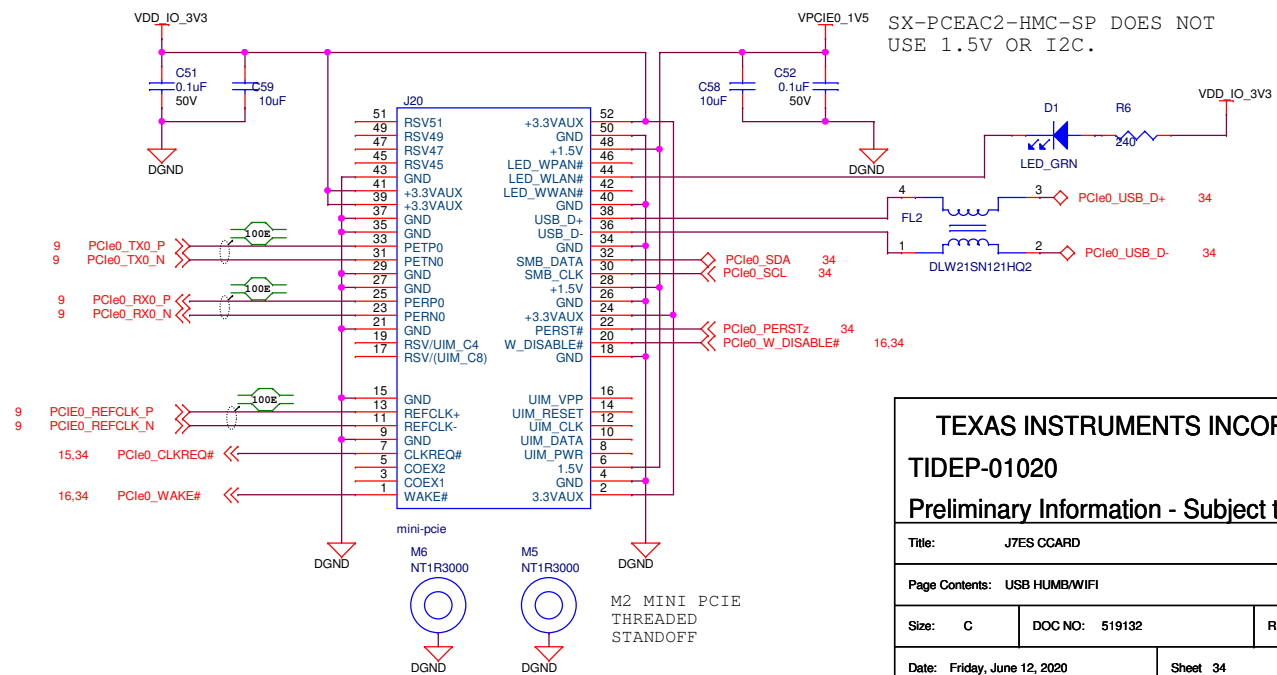 VDD_IO_3V3
VPCIE0_1V5
SX-PCEAC2-HMC-SP DOES NOT
USE 1.5V OR I2C.
C51
0.1uF
50V
C59
10uF
DGND
C58
10uF
C52
0.1uF
50V
DGND
VDD_IO_3V3
D1
LED_GRN
R6
240
J20
51 RSV51 +3.3VAUX 52
49 RSV49 GND 50
47 RSV47 +1.5V 48
45 RSV45 LED_WPAN# 46
43 GND LED_WLAN# 44
41 +3.3VAUX LED_WWAN# 42
39 +3.3VAUX GND 40
37 GND USB_D+ 38
35 GND USB_D- 36
33 PETP0 GND 34
31 PETN0 SMB_DATA 32
29 GND SMB_CLK 30
27 GND +1.5V 28
25 PERP0 GND 26
23 PERN0 +3.3VAUX 24
21 GND PERST# 22
19 RSV/UIM_C4 W_DISABLE# 20
17 RSV/(UIM_C8) GND 18
15 GND UIM_VPP 16
13 REFCLK+ UIM_RESET 14
11 REFCLK- UIM_CLK 12
9 GND UIM_DATA 10
7 CLKREQ# UIM_PWR 8
5 COEX2 1.5V 6
3 COEX1 GND 4
1 WAKE# 3.3VAUX 2
mini-pcie
9 PCIe0_TX0_P
9 PCIe0_TX0_N
100E
9 PCIe0_RX0_P
9 PCIe0_RX0_N
100E
9 PCIE0_REFCLK_P
9 PCIE0_REFCLK_N
100E
15,34 PCIe0_CLKREQ#
16,34 PCIe0_WAKE#
4 3 PCIe0_USB_D+ 34
FL2
1 2 PCIe0_USB_D- 34
DLW21SN121HQ2
PCIe0_SDA 34
PCIe0_SCL 34
PCIe0_PERSTz 34
PCIe0_W_DISABLE# 16,34
DGND
DGND
M6
NT1R3000
DGND
M5
NT1R3000
DGND
M2 MINI PCIE
THREADED
STANDOFF
TEXAS INSTRUMENTS INCOR
TIDEP-01020
Preliminary Information - Subject t
Title: J7ES CCARD
Page Contents: USB HUMB/WIFI
Size: C DOC NO: 519132 R
Date: Friday, June 12, 2020 Sheet 34